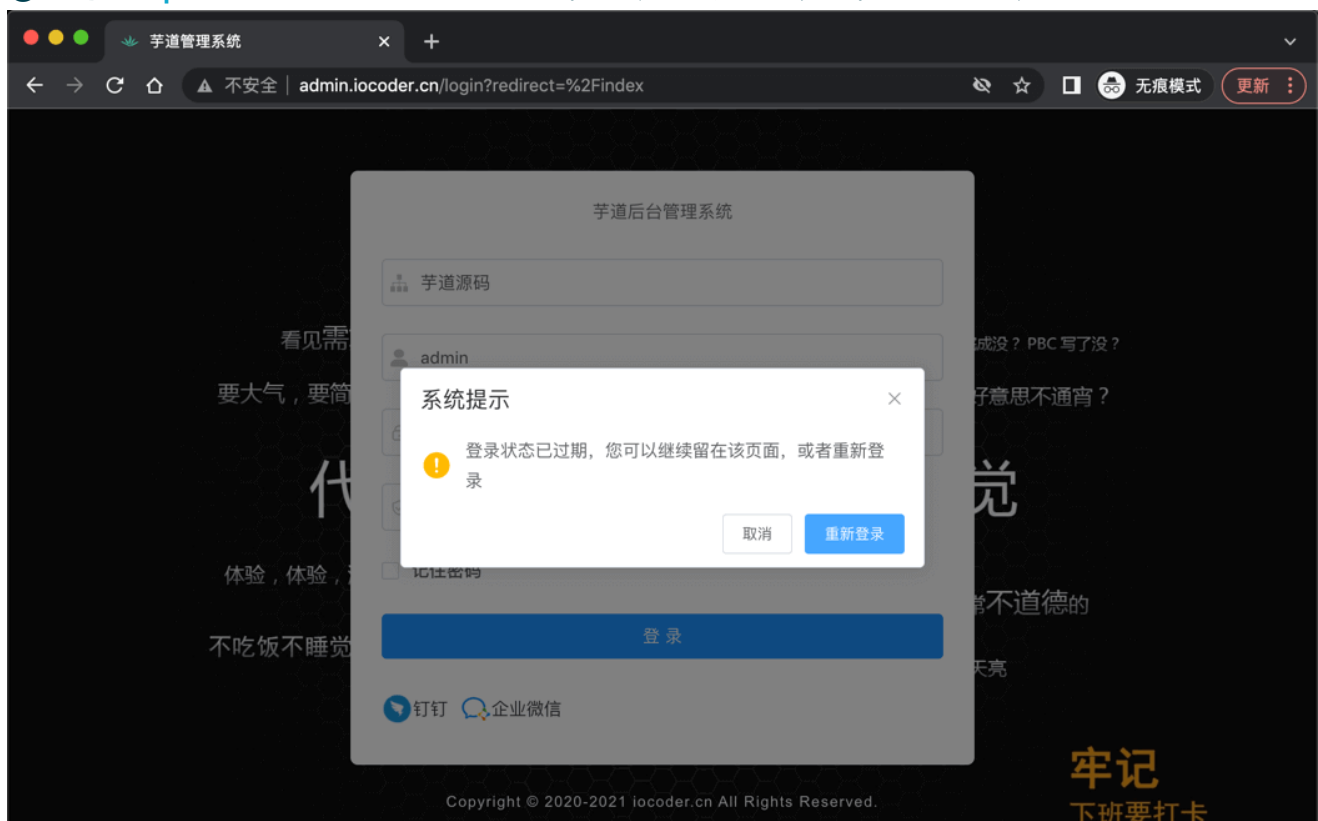 芋道管理系统
不安全 | admin.iocoder.cn/login?redirect=%2Findex
无痕模式
更新
芋道后台管理系统
芋道源码
看见需
成没？PBC 写了没？
admin
要大气，要简
好意思不通宵？
系统提示
登录状态已过期，您可以继续留在该页面，或者重新登
录
代
觉
取消
重新登录
体验，体验，
记住密码
常不道德的
登 录
不吃饭不睡觉
天亮
钉钉
企业微信
牢记
Copyright © 2020-2021 iocoder.cn All Rights Reserved.
下班要打卡